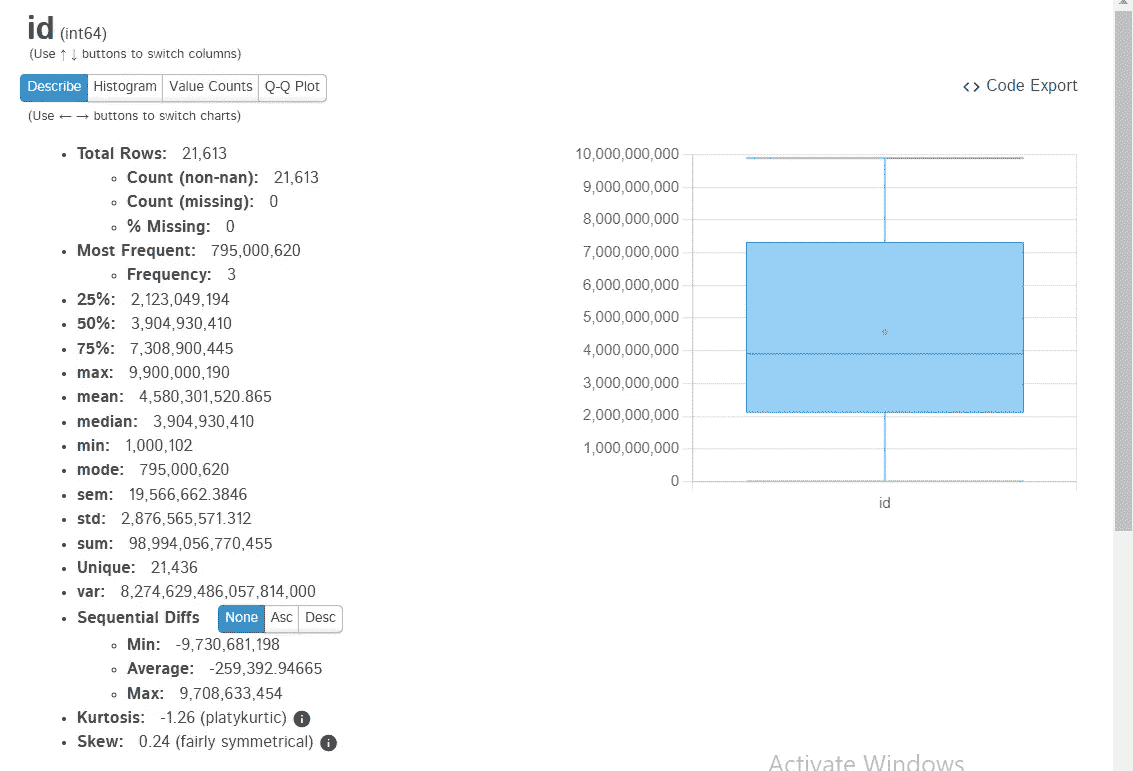 id (int64)
(Use ↑ ↓ buttons to switch columns)
Describe Histogram Value Counts Q-Q Plot
<> Code Export
(Use ← → buttons to switch charts)
Total Rows: 21,613
Count (non-nan): 21,613
Count (missing): 0
% Missing: 0
Most Frequent: 795,000,620
Frequency: 3
25%: 2,123,049,194
50%: 3,904,930,410
75%: 7,308,900,445
max: 9,900,000,190
mean: 4,580,301,520.865
median: 3,904,930,410
min: 1,000,102
mode: 795,000,620
sem: 19,566,662.3846
std: 2,876,565,571.312
sum: 98,994,056,770,455
Unique: 21,436
var: 8,274,629,486,057,814,000
Sequential Diffs None Asc Desc
Min: -9,730,681,198
Average: -259,392.94665
Max: 9,708,633,454
Kurtosis: -1.26 (platykurtic) i
Skew: 0.24 (fairly symmetrical) i
10,000,000,000
9,000,000,000
8,000,000,000
7,000,000,000
6,000,000,000
5,000,000,000
4,000,000,000
3,000,000,000
2,000,000,000
1,000,000,000
0
id
Activate Windows